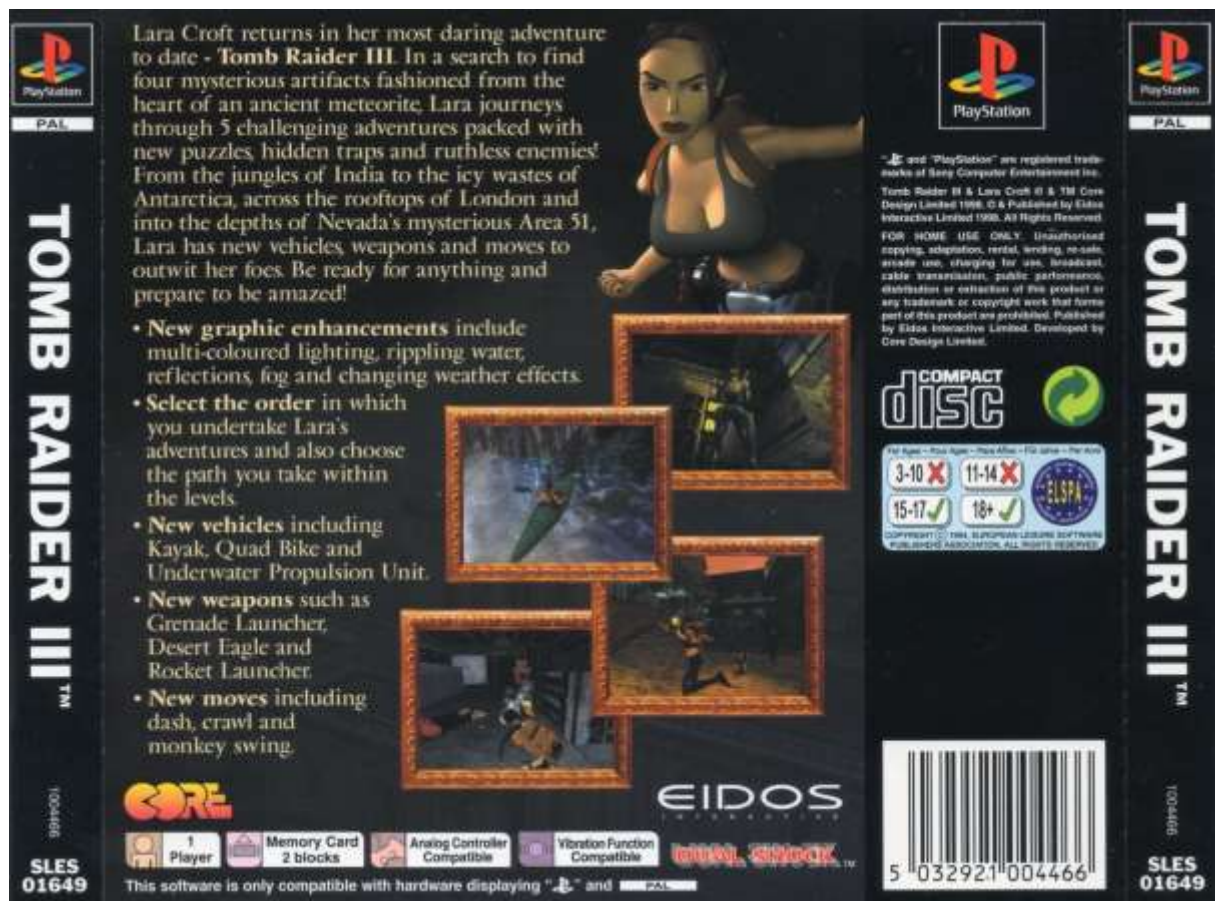 PlayStation
PAL
TOMB RAIDER III™
1004466
SLES
01649
Lara Croft returns in her most daring adventure
to date - Tomb Raider III. In a search to find
four mysterious artifacts fashioned from the
heart of an ancient meteorite, Lara journeys
through 5 challenging adventures packed with
new puzzles, hidden traps and ruthless enemies!
From the jungles of India to the icy wastes of
Antarctica, across the rooftops of London and
into the depths of Nevada's mysterious Area 51,
Lara has new vehicles, weapons and moves to
outwit her foes. Be ready for anything and
prepare to be amazed!
• New graphic enhancements include
multi-coloured lighting, rippling water,
reflections, fog and changing weather effects.
• Select the order in which
you undertake Lara's
adventures and also choose
the path you take within
the levels.
• New vehicles including
Kayak, Quad Bike and
Underwater Propulsion Unit.
• New weapons such as
Grenade Launcher,
Desert Eagle and
Rocket Launcher.
• New moves including
dash, crawl and
monkey swing.
CORE
EIDOS
INTERACTIVE
1
Player
Memory Card
2 blocks
Analog Controller
Compatible
Vibration Function
Compatible
DUAL SHOCK™
This software is only compatible with hardware displaying " " and PAL
PlayStation
" " and "PlayStation" are registered trade-
marks of Sony Computer Entertainment Inc.
Tomb Raider III & Lara Croft © & TM Core
Design Limited 1998. © & Published by Eidos
Interactive Limited 1998. All Rights Reserved.
FOR HOME USE ONLY. Unauthorised
copying, adaptation, rental, lending, re-sale,
arcade use, charging for use, broadcast,
cable transmission, public performance,
distribution or extraction of this product or
any trademark or copyright work that forms
part of this product are prohibited. Published
by Eidos Interactive Limited. Developed by
Core Design Limited.
COMPACT
disc
3-10
11-14
15-17
18+
ELSPA
COPYRIGHT © 1994, EUROPEAN LEISURE SOFTWARE
PUBLISHERS ASSOCIATION, ALL RIGHTS RESERVED
5 032921 004466
PlayStation
PAL
TOMB RAIDER III™
1004466
SLES
01649